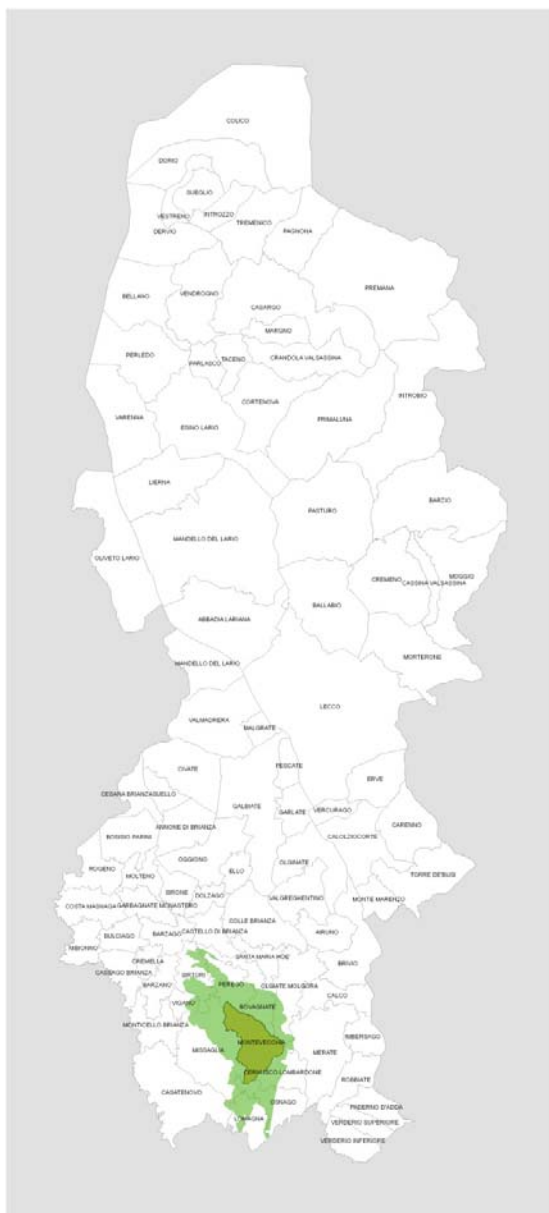 COLICO
DORIO
SUEGLIO
VESTRENO
INTROZZO
TREMENICO
DERVIO
PAGNONA
PREMANA
BELLANO
VENDROGNO
CASARGO
MARGNO
PERLEDO
PARLASCO
TACENO
CRANDOLA VALSASSINA
CORTENOVA
INTROBIO
VARENNA
ESINO LARIO
PRIMALUNA
LIERNA
PASTURO
BARZIO
MANDELLO DEL LARIO
OLIVETO LARIO
CREMENO
CASSINA VALSASSINA
MOGGIO
BALLABIO
ABBADIA LARIANA
MORTERONE
MANDELLO DEL LARIO
LECCO
VALMADRERA
MALGRATE
CIVATE
PESCATE
ERVE
CESANA BRIANZA
SUELLO
GALBIATE
GARLATE
VERCURAGO
CARENNO
ANNONE DI BRIANZA
BOSISIO PARINI
CALOLZIOCORTE
OGGIONO
OLGINATE
ROGENO
MOLTENO
ELLO
TORRE DE'BUSI
SIRONE
DOLZAGO
VALGREGHENTINO
MONTE MARENZO
COSTA MASNAGA
GARBAGNATE MONASTERO
COLLE BRIANZA
BULCIAGO
BARZAGO
CASTELLO DI BRIANZA
AIRUNO
NIBIONNO
CREMELLA
SANTA MARIA HOE'
BRIVIO
CASSAGO BRIANZA
BARZANO'
SIRTORI
PEREGO
OLGIATE MOLGORA
CALCO
VIGANO'
ROVAGNATE
MONTICELLO BRIANZA
IMBERSAGO
MONTEVECCHIA
MISSAGLIA
MERATE
CERNUSCO LOMBARDONE
ROBBIATE
CASATENOVO
OSNAGO
PADERNO D'ADDA
LOMAGNA
VERDERIO SUPERIORE
VERDERIO INFERIORE